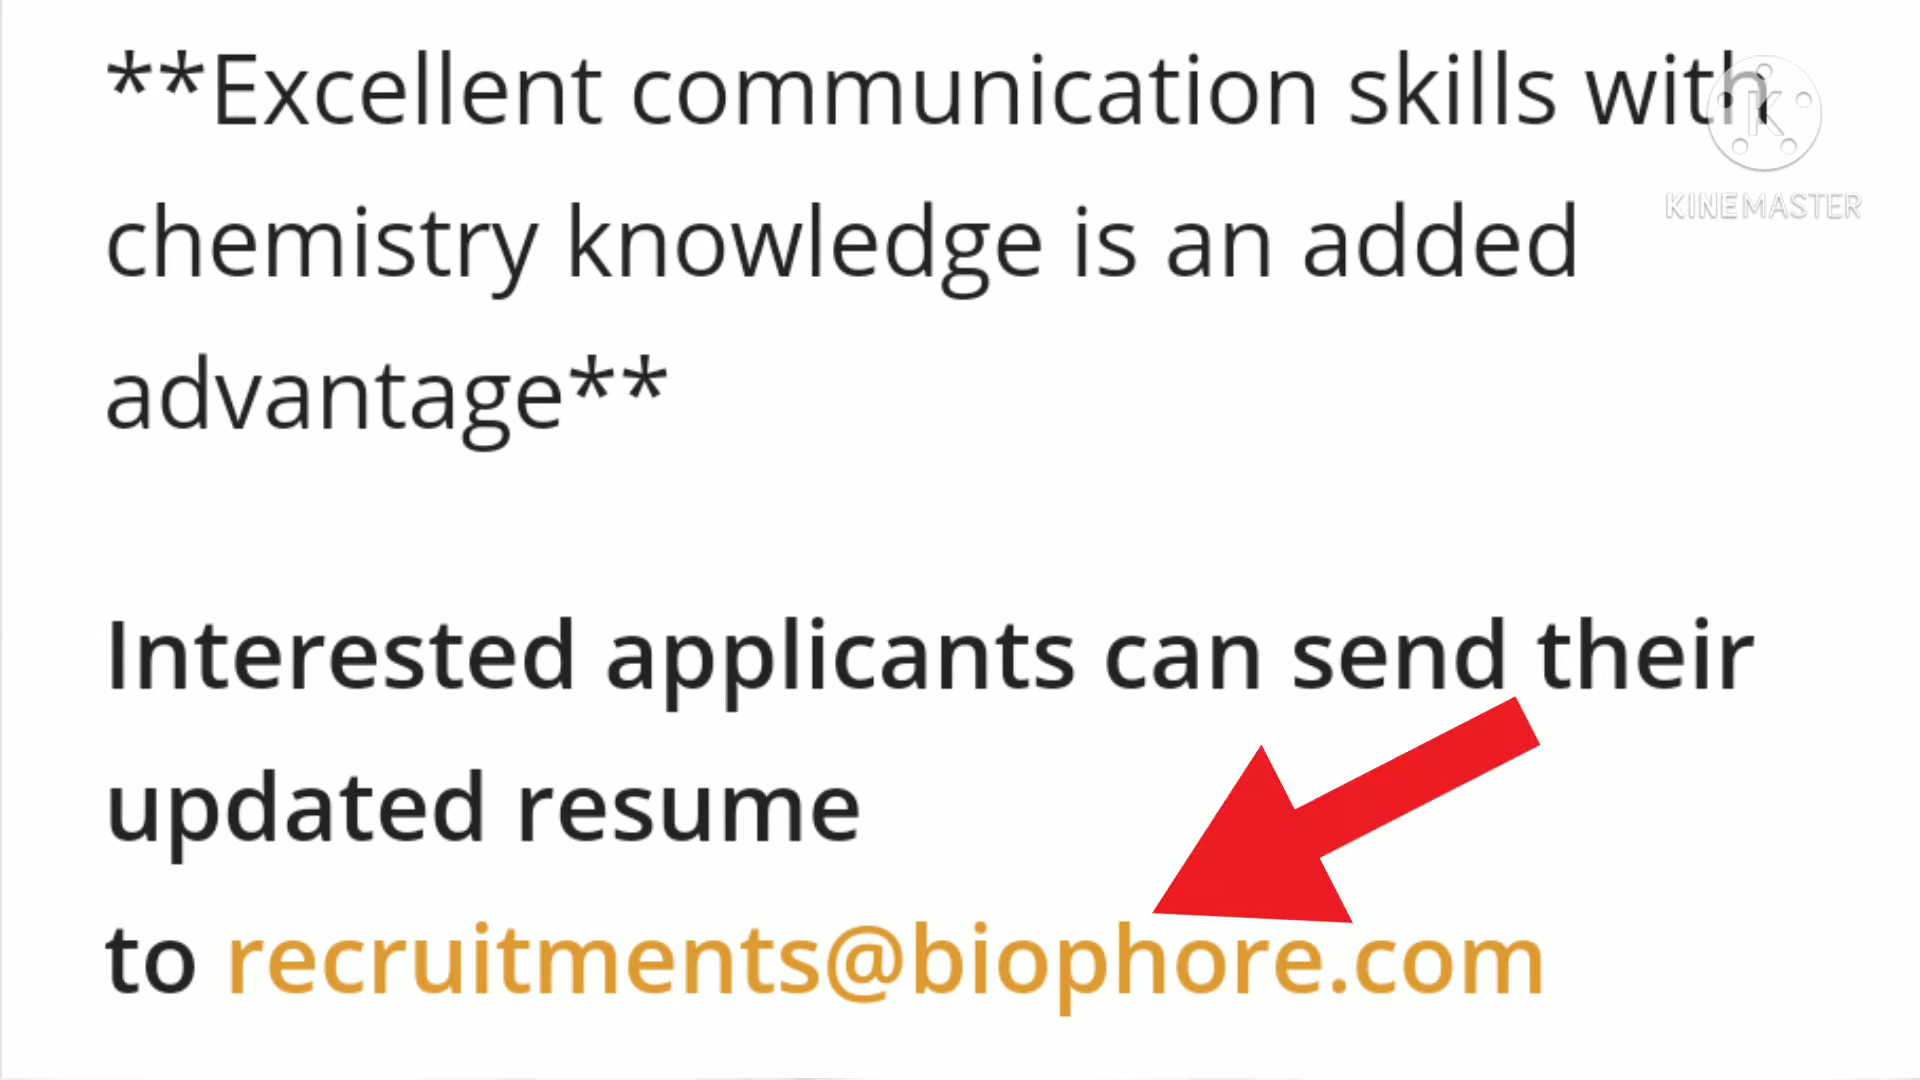 **Excellent communication skills with
chemistry knowledge is an added
advantage**
Interested applicants can send their
updated resume
to recruitments@biophore.com
K
KINEMASTER